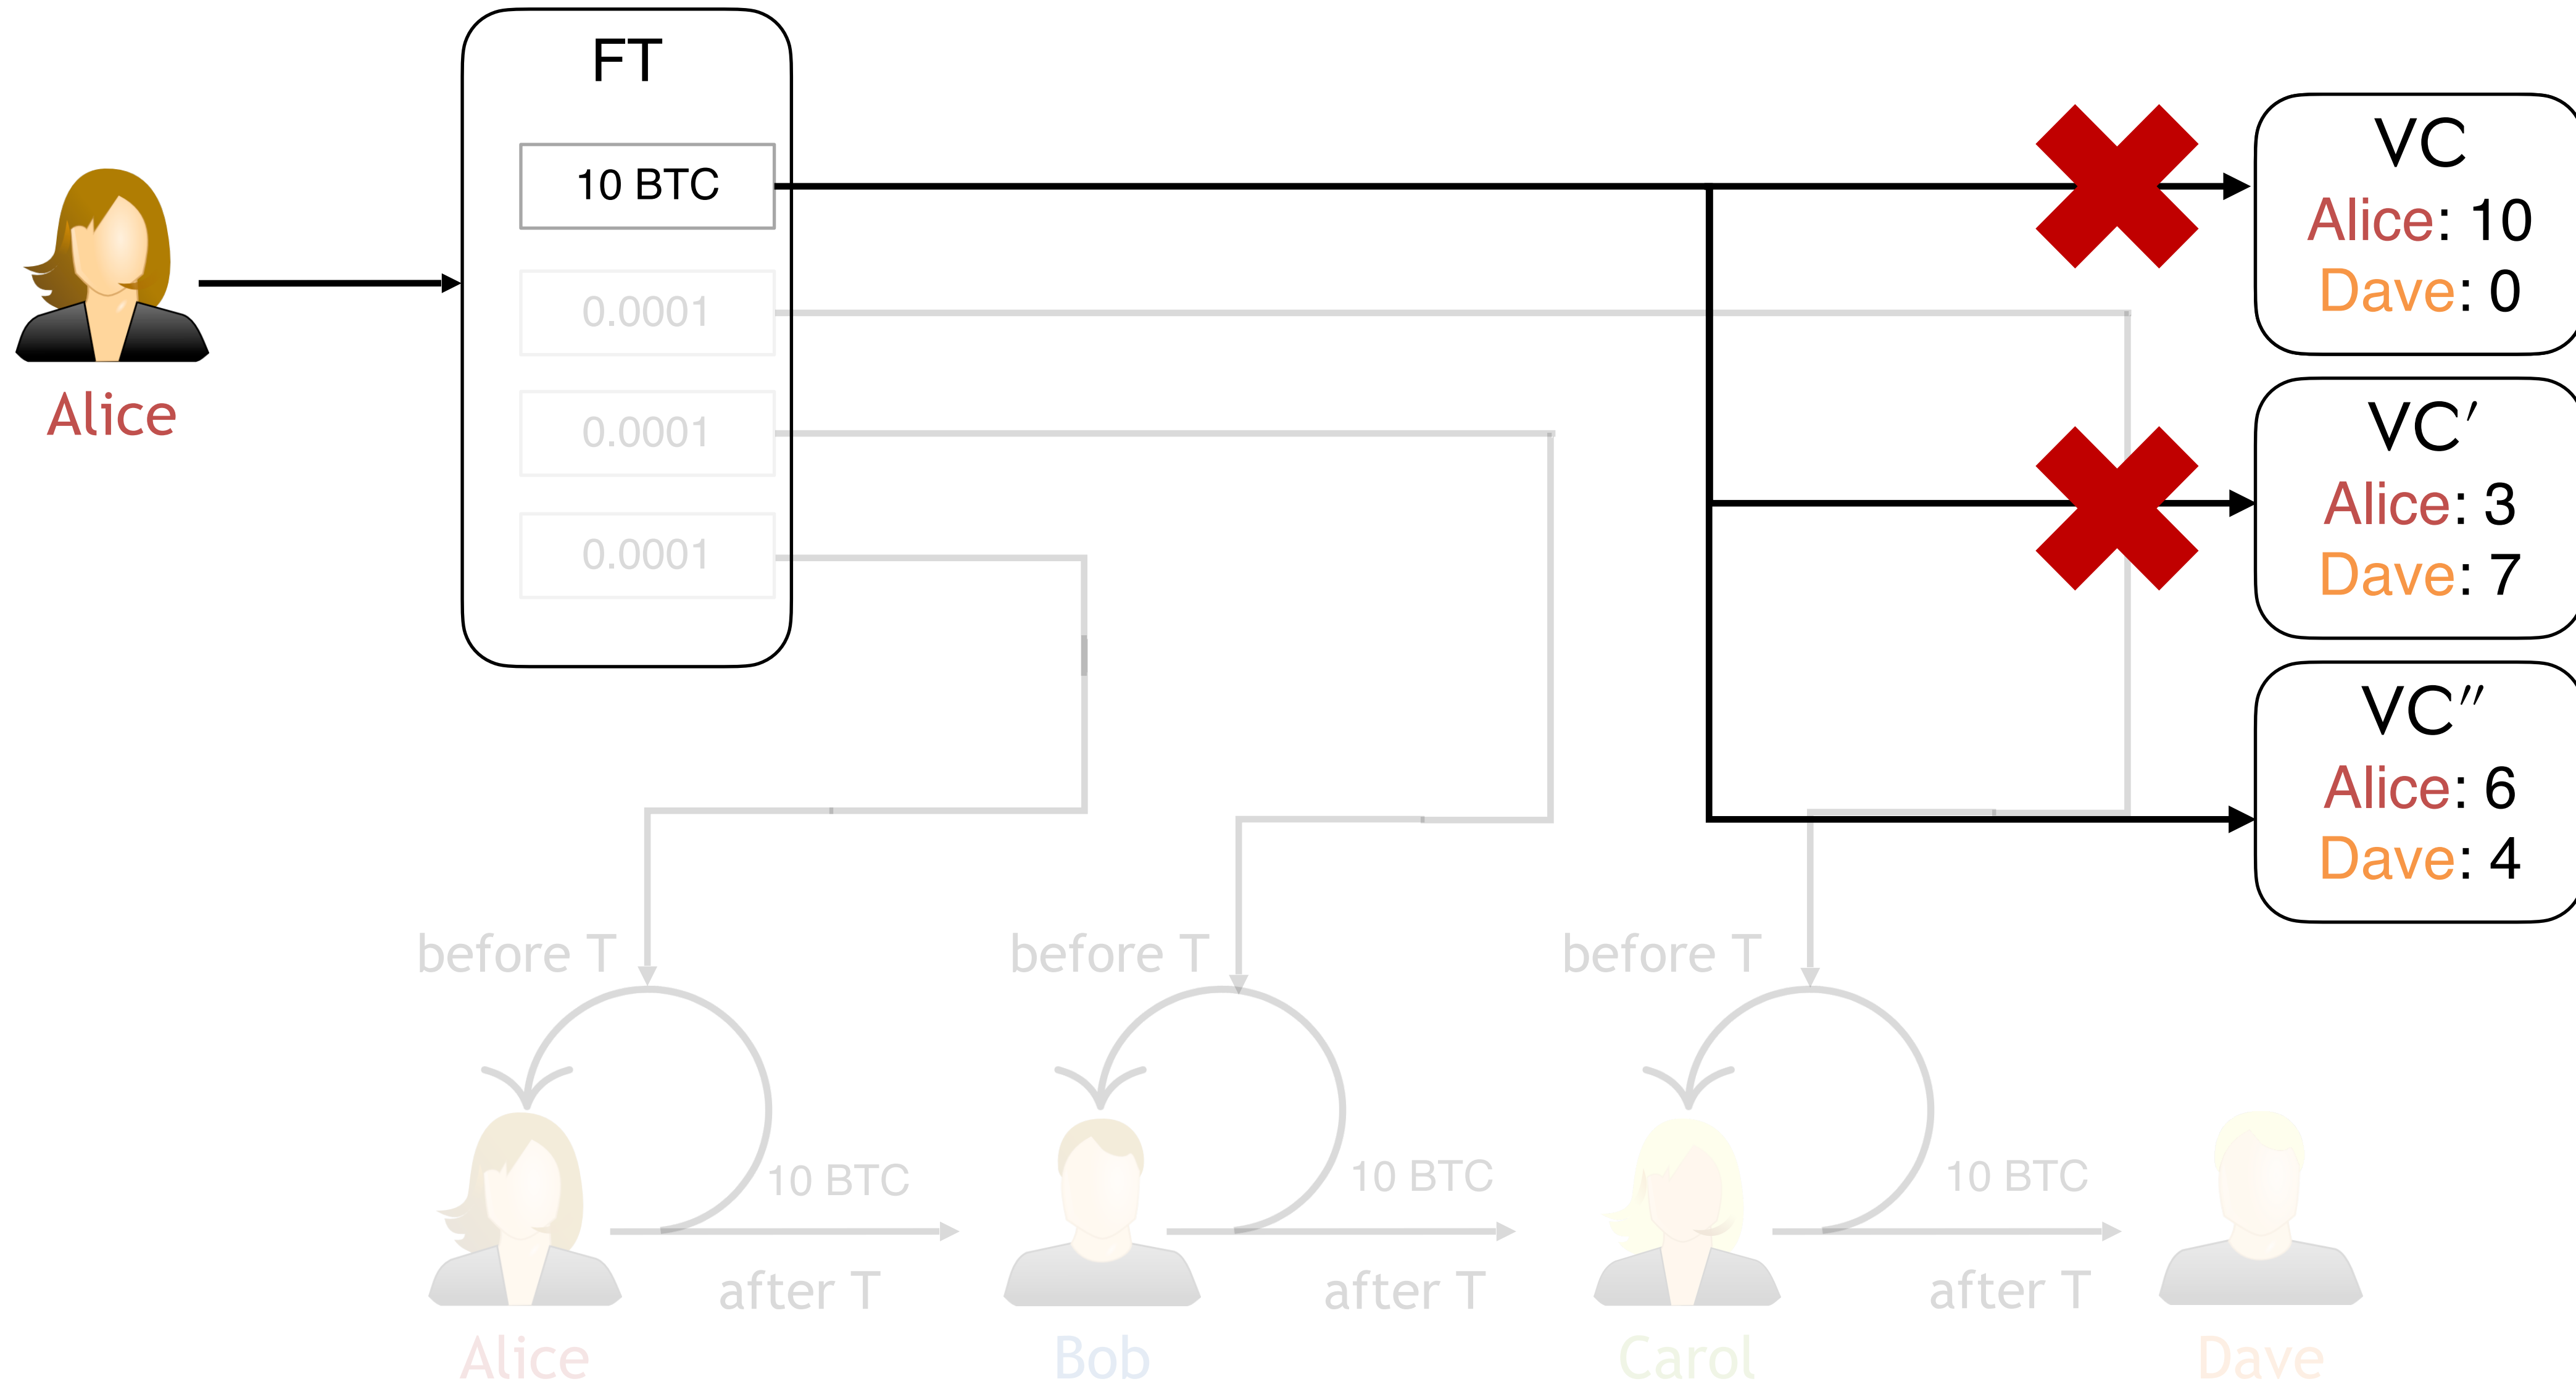 FT
10 BTC
0.0001
0.0001
0.0001
Alice
VC
Alice: 10
Dave: 0
VC′
Alice: 3
Dave: 7
VC″
Alice: 6
Dave: 4
before T
before T
before T
10 BTC
10 BTC
10 BTC
after T
after T
after T
Alice
Bob
Carol
Dave